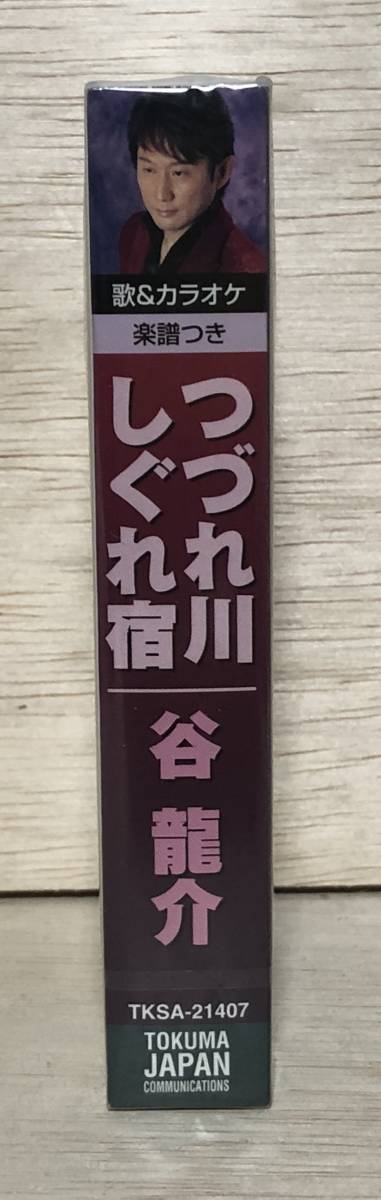 歌&カラオケ
楽譜つき
つづれ川
しぐれ宿
谷 龍介
TKSA-21407
TOKUMA
JAPAN
COMMUNICATIONS